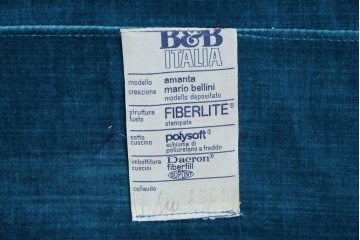 B&B
ITALIA
modello amanta
creazione mario bellini
modello depositato
struttura FIBERLITE®
fusto stampata
sotto polysoft®
cuscino schiuma di
poliuretano a freddo
imbottitura Dacron®
cuscini fiberfill
DUPONT
collaudo